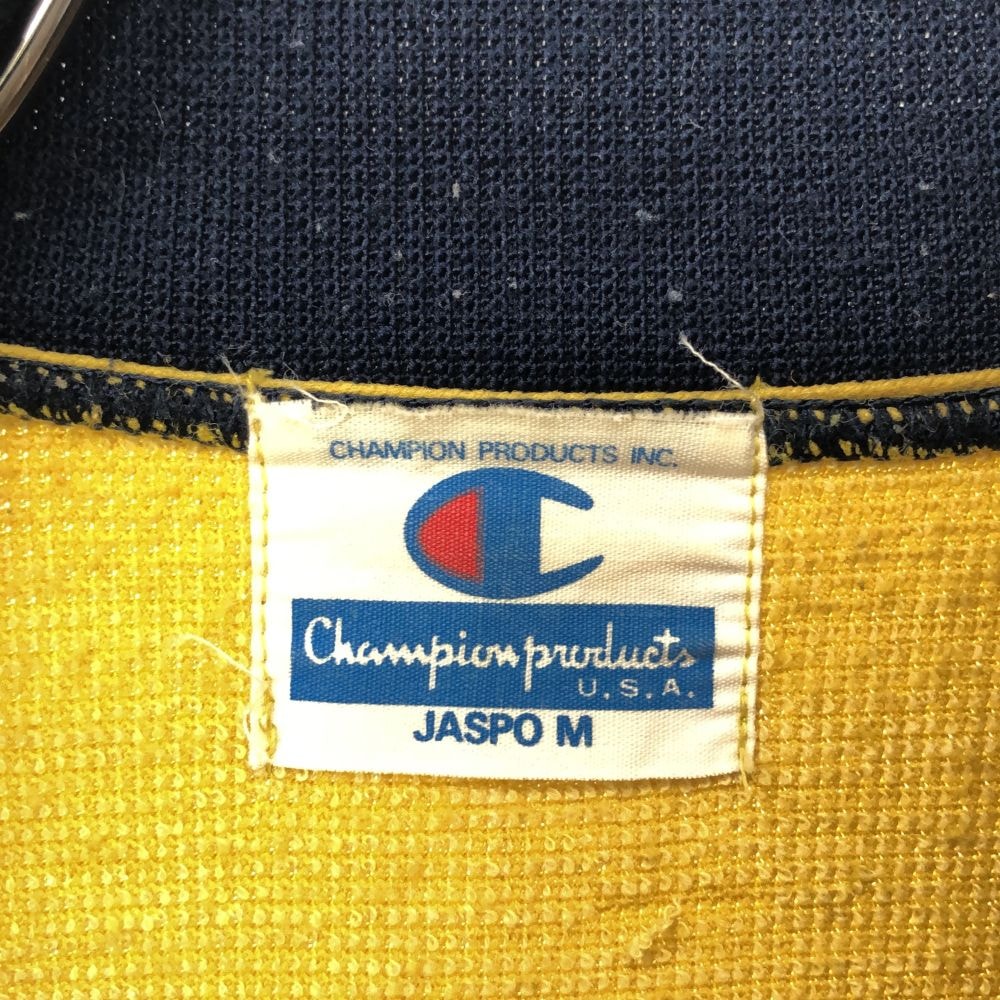 CHAMPION PRODUCTS INC.
Champion products
U.S.A.
JASPO M